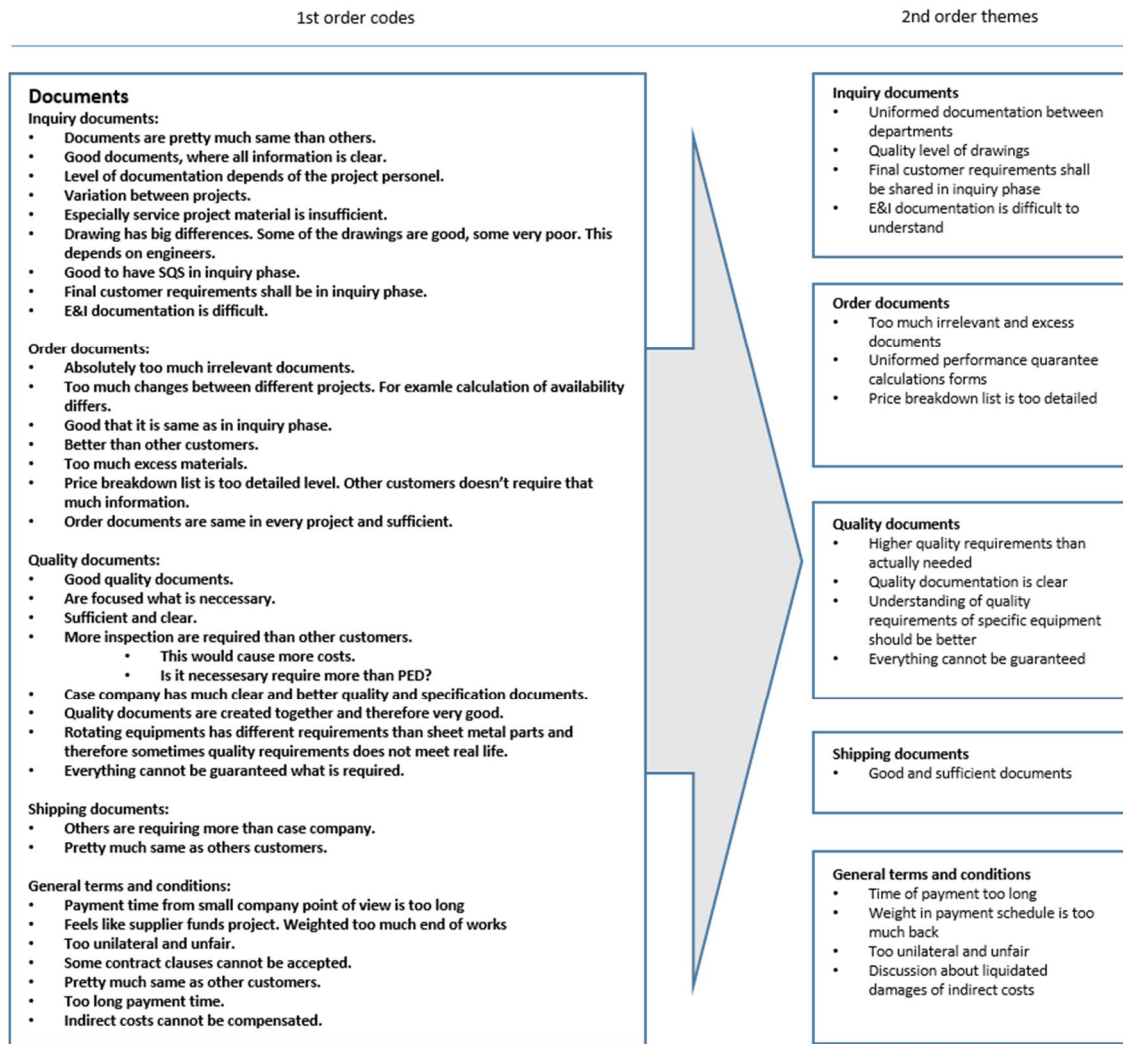 1st order codes
2nd order themes
Documents
Inquiry documents:
• Documents are pretty much same than others.
• Good documents, where all information is clear.
• Level of documentation depends of the project personel.
• Variation between projects.
• Especially service project material is insufficient.
• Drawing has big differences. Some of the drawings are good, some very poor. This
depends on engineers.
• Good to have SQS in inquiry phase.
• Final customer requirements shall be in inquiry phase.
• E&I documentation is difficult.
Order documents:
• Absolutely too much irrelevant documents.
• Too much changes between different projects. For examle calculation of availability
differs.
• Good that it is same as in inquiry phase.
• Better than other customers.
• Too much excess materials.
• Price breakdown list is too detailed level. Other customers doesn't require that
much information.
• Order documents are same in every project and sufficient.
Quality documents:
• Good quality documents.
• Are focused what is neccessary.
• Sufficient and clear.
• More inspection are required than other customers.
• This would cause more costs.
• Is it necessesary require more than PED?
• Case company has much clear and better quality and specification documents.
• Quality documents are created together and therefore very good.
• Rotating equipments has different requirements than sheet metal parts and
therefore sometimes quality requirements does not meet real life.
• Everything cannot be guaranteed what is required.
Shipping documents:
• Others are requiring more than case company.
• Pretty much same as others customers.
General terms and conditions:
• Payment time from small company point of view is too long
• Feels like supplier funds project. Weighted too much end of works
• Too unilateral and unfair.
• Some contract clauses cannot be accepted.
• Pretty much same as other customers.
• Too long payment time.
• Indirect costs cannot be compensated.
Inquiry documents
• Uniformed documentation between
departments
• Quality level of drawings
• Final customer requirements shall
be shared in inquiry phase
• E&I documentation is difficult to
understand
Order documents
• Too much irrelevant and excess
documents
• Uniformed performance quarantee
calculations forms
• Price breakdown list is too detailed
Quality documents
• Higher quality requirements than
actually needed
• Quality documentation is clear
• Understanding of quality
requirements of specific equipment
should be better
• Everything cannot be guaranteed
Shipping documents
• Good and sufficient documents
General terms and conditions
• Time of payment too long
• Weight in payment schedule is too
much back
• Too unilateral and unfair
• Discussion about liquidated
damages of indirect costs